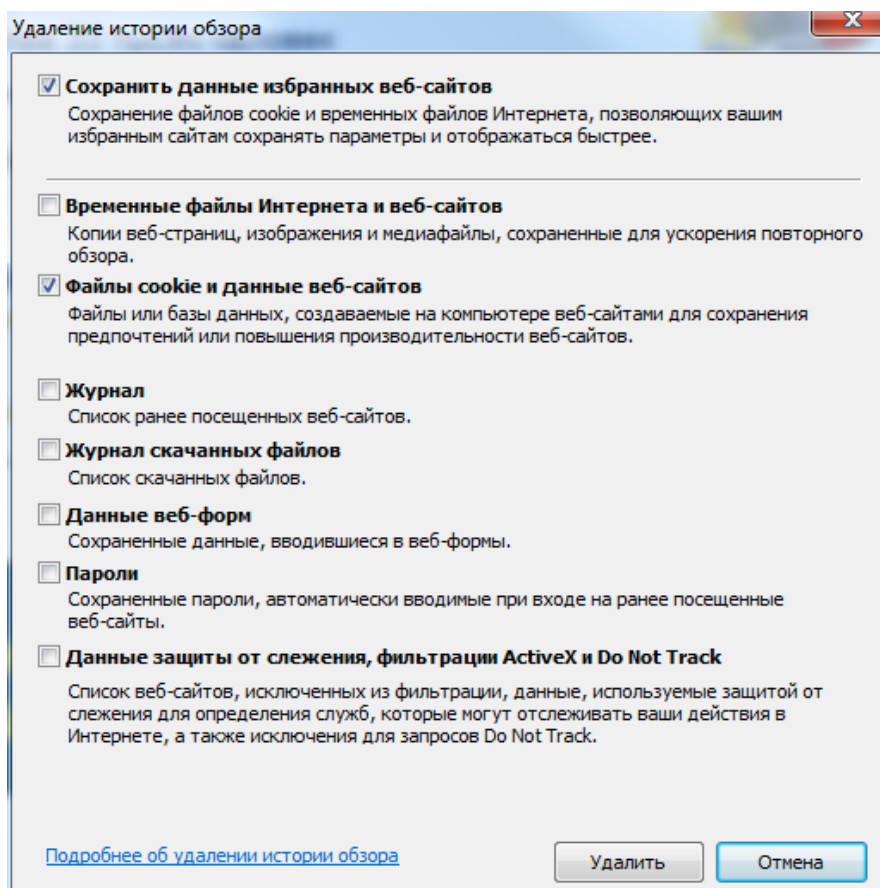 Удаление истории обзора
Сохранить данные избранных веб-сайтов
Сохранение файлов cookie и временных файлов Интернета, позволяющих вашим
избранным сайтам сохранять параметры и отображаться быстрее.
Временные файлы Интернета и веб-сайтов
Копии веб-страниц, изображения и медиафайлы, сохраненные для ускорения повторного
обзора.
Файлы cookie и данные веб-сайтов
Файлы или базы данных, создаваемые на компьютере веб-сайтами для сохранения
предпочтений или повышения производительности веб-сайтов.
Журнал
Список ранее посещенных веб-сайтов.
Журнал скачанных файлов
Список скачанных файлов.
Данные веб-форм
Сохраненные данные, вводившиеся в веб-формы.
Пароли
Сохраненные пароли, автоматически вводимые при входе на ранее посещенные
веб-сайты.
Данные защиты от слежения, фильтрации ActiveX и Do Not Track
Список веб-сайтов, исключенных из фильтрации, данные, используемые защитой от
слежения для определения служб, которые могут отслеживать ваши действия в
Интернете, а также исключения для запросов Do Not Track.
Подробнее об удалении истории обзора
Удалить
Отмена